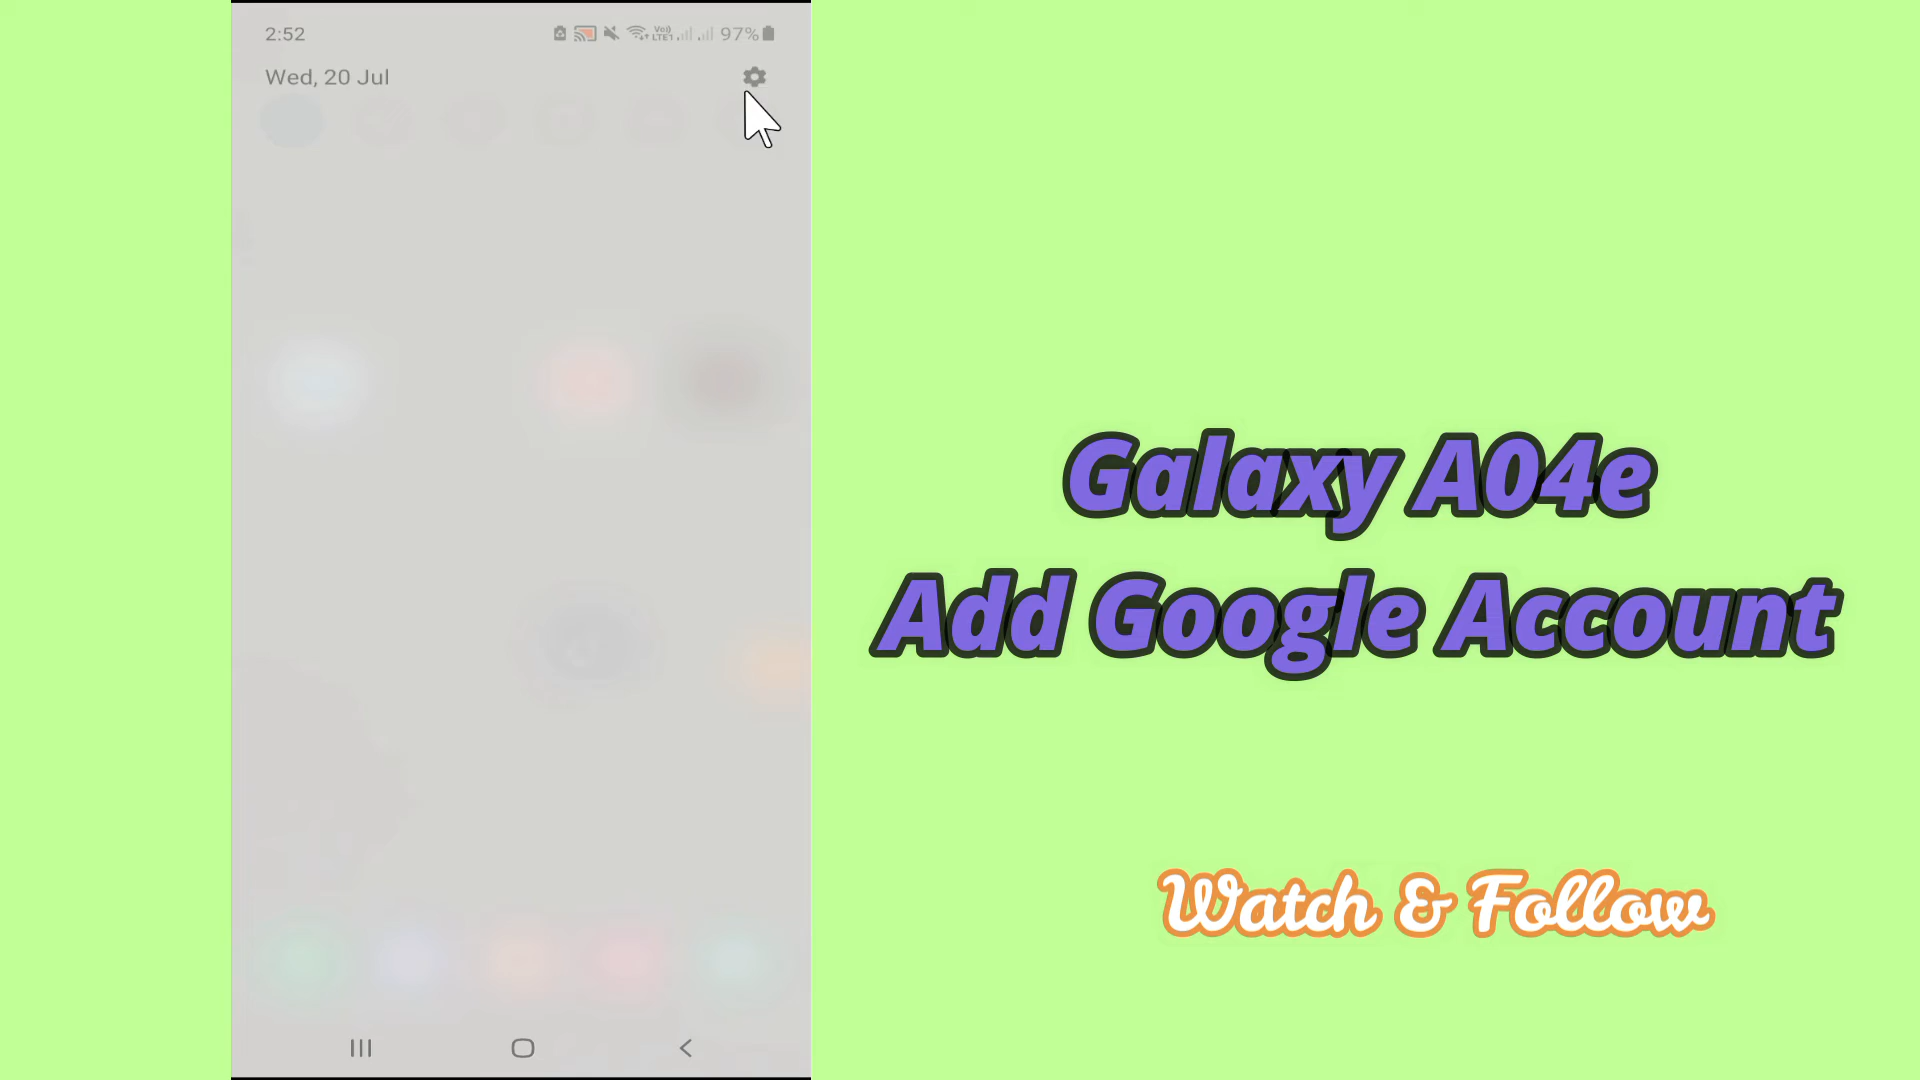 2:52
97%
Wed, 20 Jul
Galaxy A04e
Add Google Account
Watch & Follow